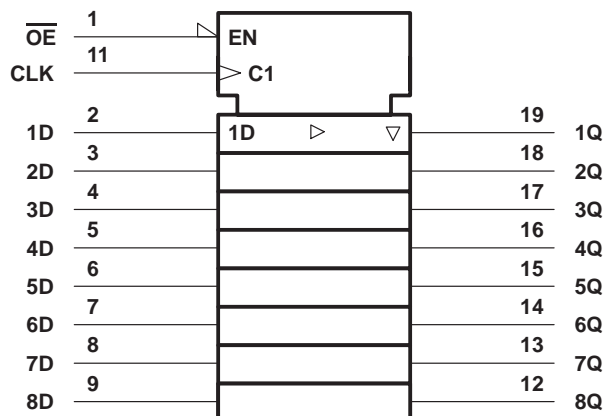 1
O̅E̅ EN
11
CLK C1
2 19
1D 1D 1Q
3 18
2D 2Q
4 17
3D 3Q
5 16
4D 4Q
6 15
5D 5Q
7 14
6D 6Q
8 13
7D 7Q
9 12
8D 8Q